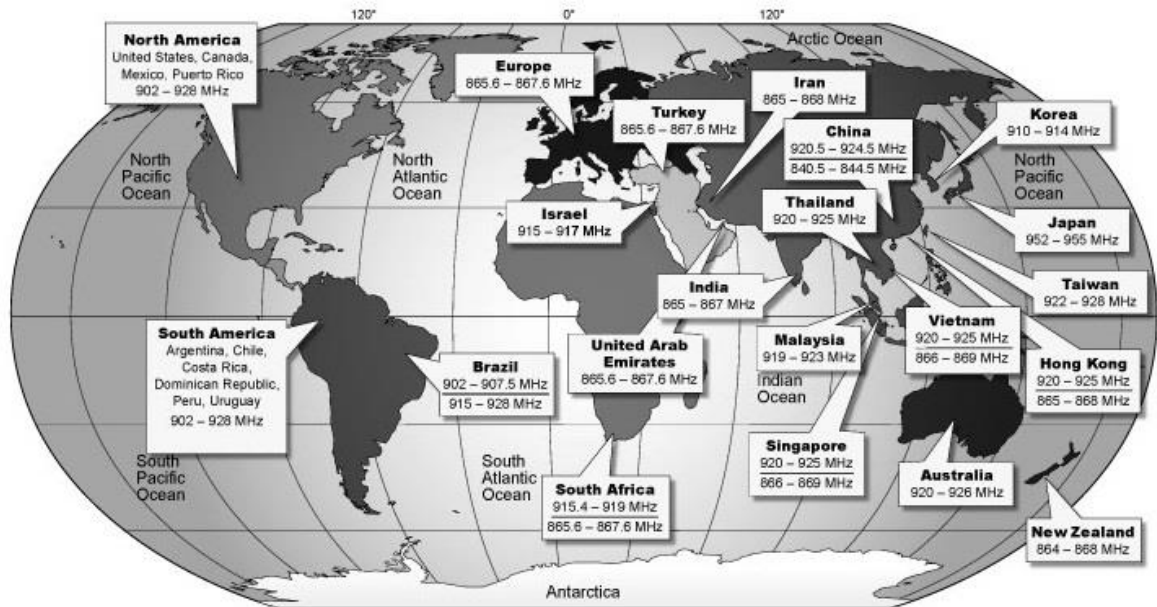 120°
0°
120°
Arctic Ocean
North America
United States, Canada,
Mexico, Puerto Rico
902 – 928 MHz
Europe
865.6 – 867.6 MHz
Iran
865 – 868 MHz
Turkey
865.6 – 867.6 MHz
Korea
910 – 914 MHz
China
920.5 – 924.5 MHz
840.5 – 844.5 MHz
North
Pacific
Ocean
North
Atlantic
Ocean
North
Pacific
Ocean
Thailand
920 – 925 MHz
Israel
915 – 917 MHz
Japan
952 – 955 MHz
India
865 – 867 MHz
Taiwan
922 – 928 MHz
South America
Argentina, Chile,
Costa Rica,
Dominican Republic,
Peru, Uruguay
902 – 928 MHz
Brazil
902 – 907.5 MHz
915 – 928 MHz
United Arab
Emirates
865.6 – 867.6 MHz
Malaysia
919 – 923 MHz
Vietnam
920 – 925 MHz
866 – 869 MHz
Hong Kong
920 – 925 MHz
865 – 868 MHz
Indian
Ocean
Singapore
920 – 925 MHz
866 – 869 MHz
South
Pacific
Ocean
South
Atlantic
Ocean
South Africa
915.4 – 919 MHz
865.6 – 867.6 MHz
Australia
920 – 926 MHz
New Zealand
864 – 868 MHz
Antarctica